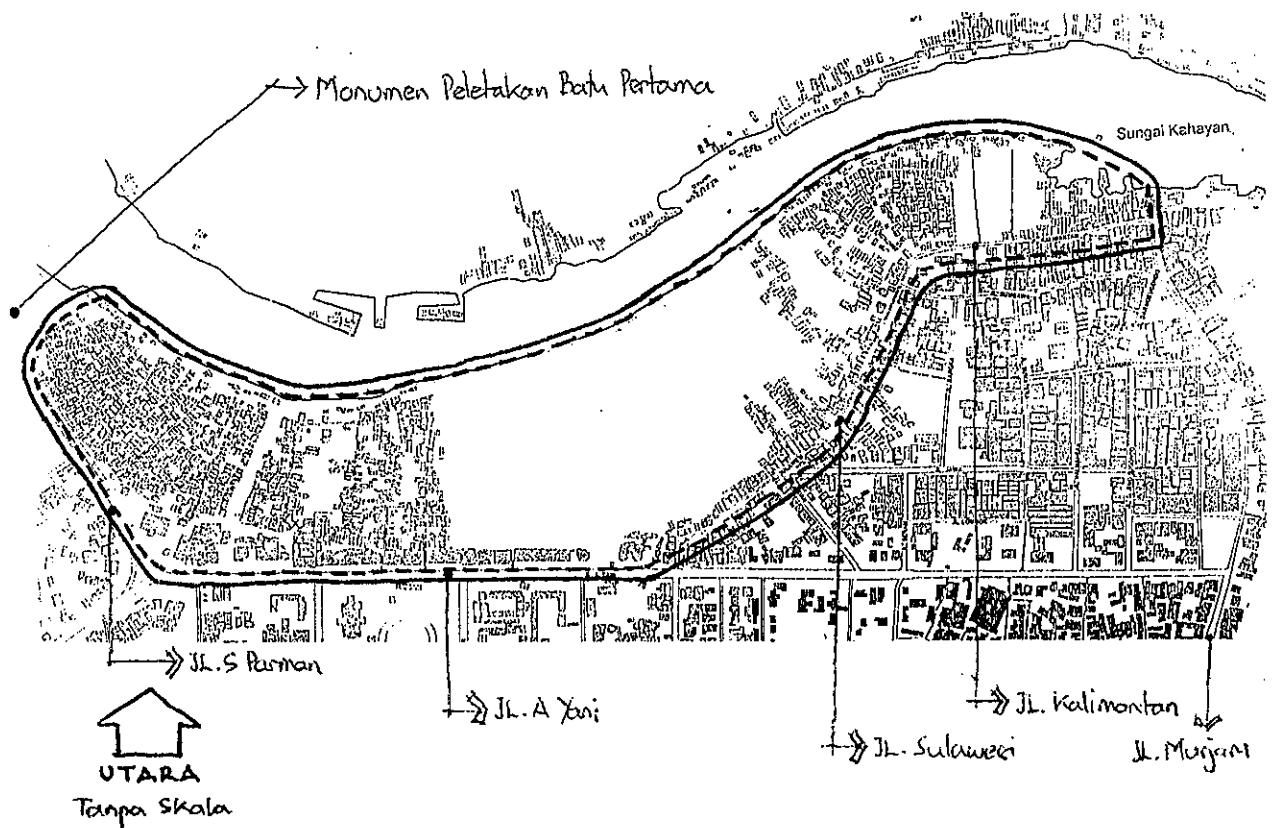 Monumen Peletakan Batu Pertama
Sungai Kahayan
JL. S Parman
JL. A Yani
JL. Kalimantan
JL. Sulawesi
JL. Murjani
UTARA
Tanpa Skala